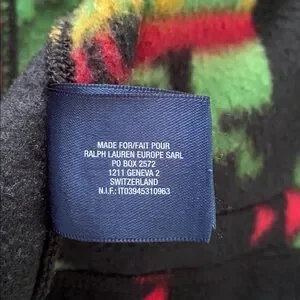 MADE FOR/FAIT POUR
RALPH LAUREN EUROPE SARL
PO BOX 2572
1211 GENEVA 2
SWITZERLAND
N.I.F.: IT03945310963